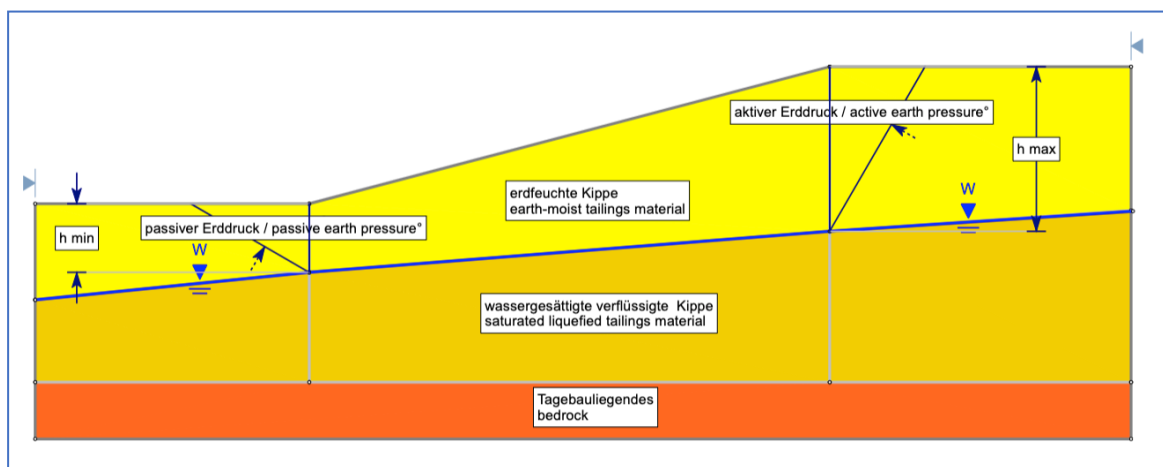 aktiver Erddruck / active earth pressure°
h max
erdfeuchte Kippe
earth-moist tailings material
W
passiver Erddruck / passive earth pressure°
h min
W
wassergesättigte verflüssigte  Kippe
saturated liquefied tailings material
Tagebauliegendes
bedrock